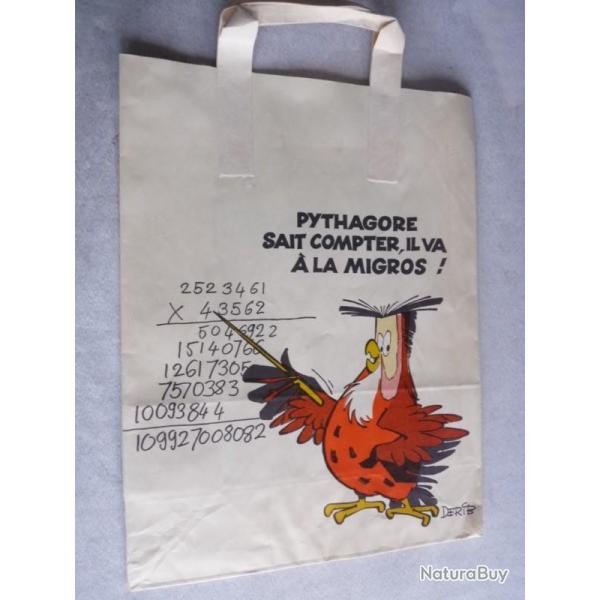 PYTHAGORE
SAIT COMPTER, IL VA
À LA MIGROS !
2523461
X 43562
5046922
15140766
12617305
7570383
10093844
109927008082
DERIB
NaturaBuy